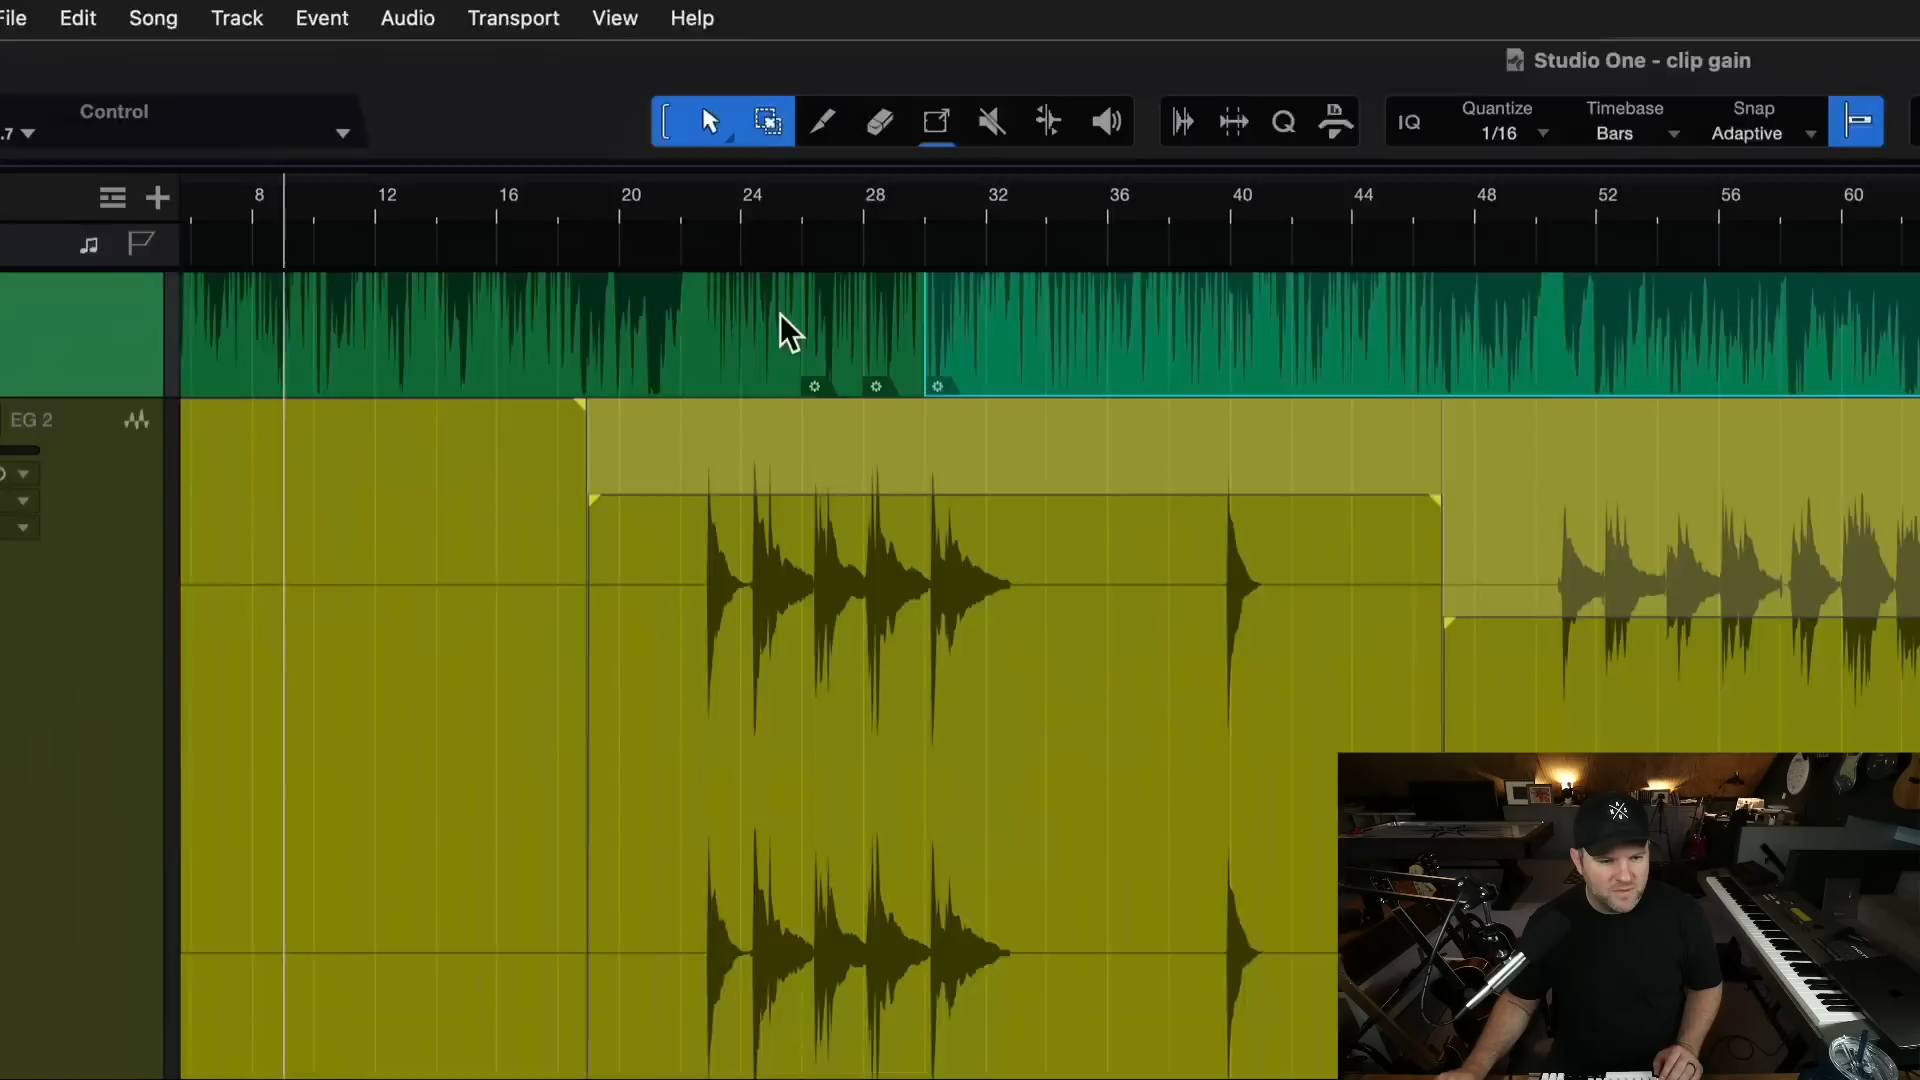 File Edit Song Track Event Audio Transport View Help
Studio One - clip gain
Control
.7
IQ
Quantize
1/16
Timebase
Bars
Snap
Adaptive
8 12 16 20 24 28 32 36 40 44 48 52 56 60
EG 2